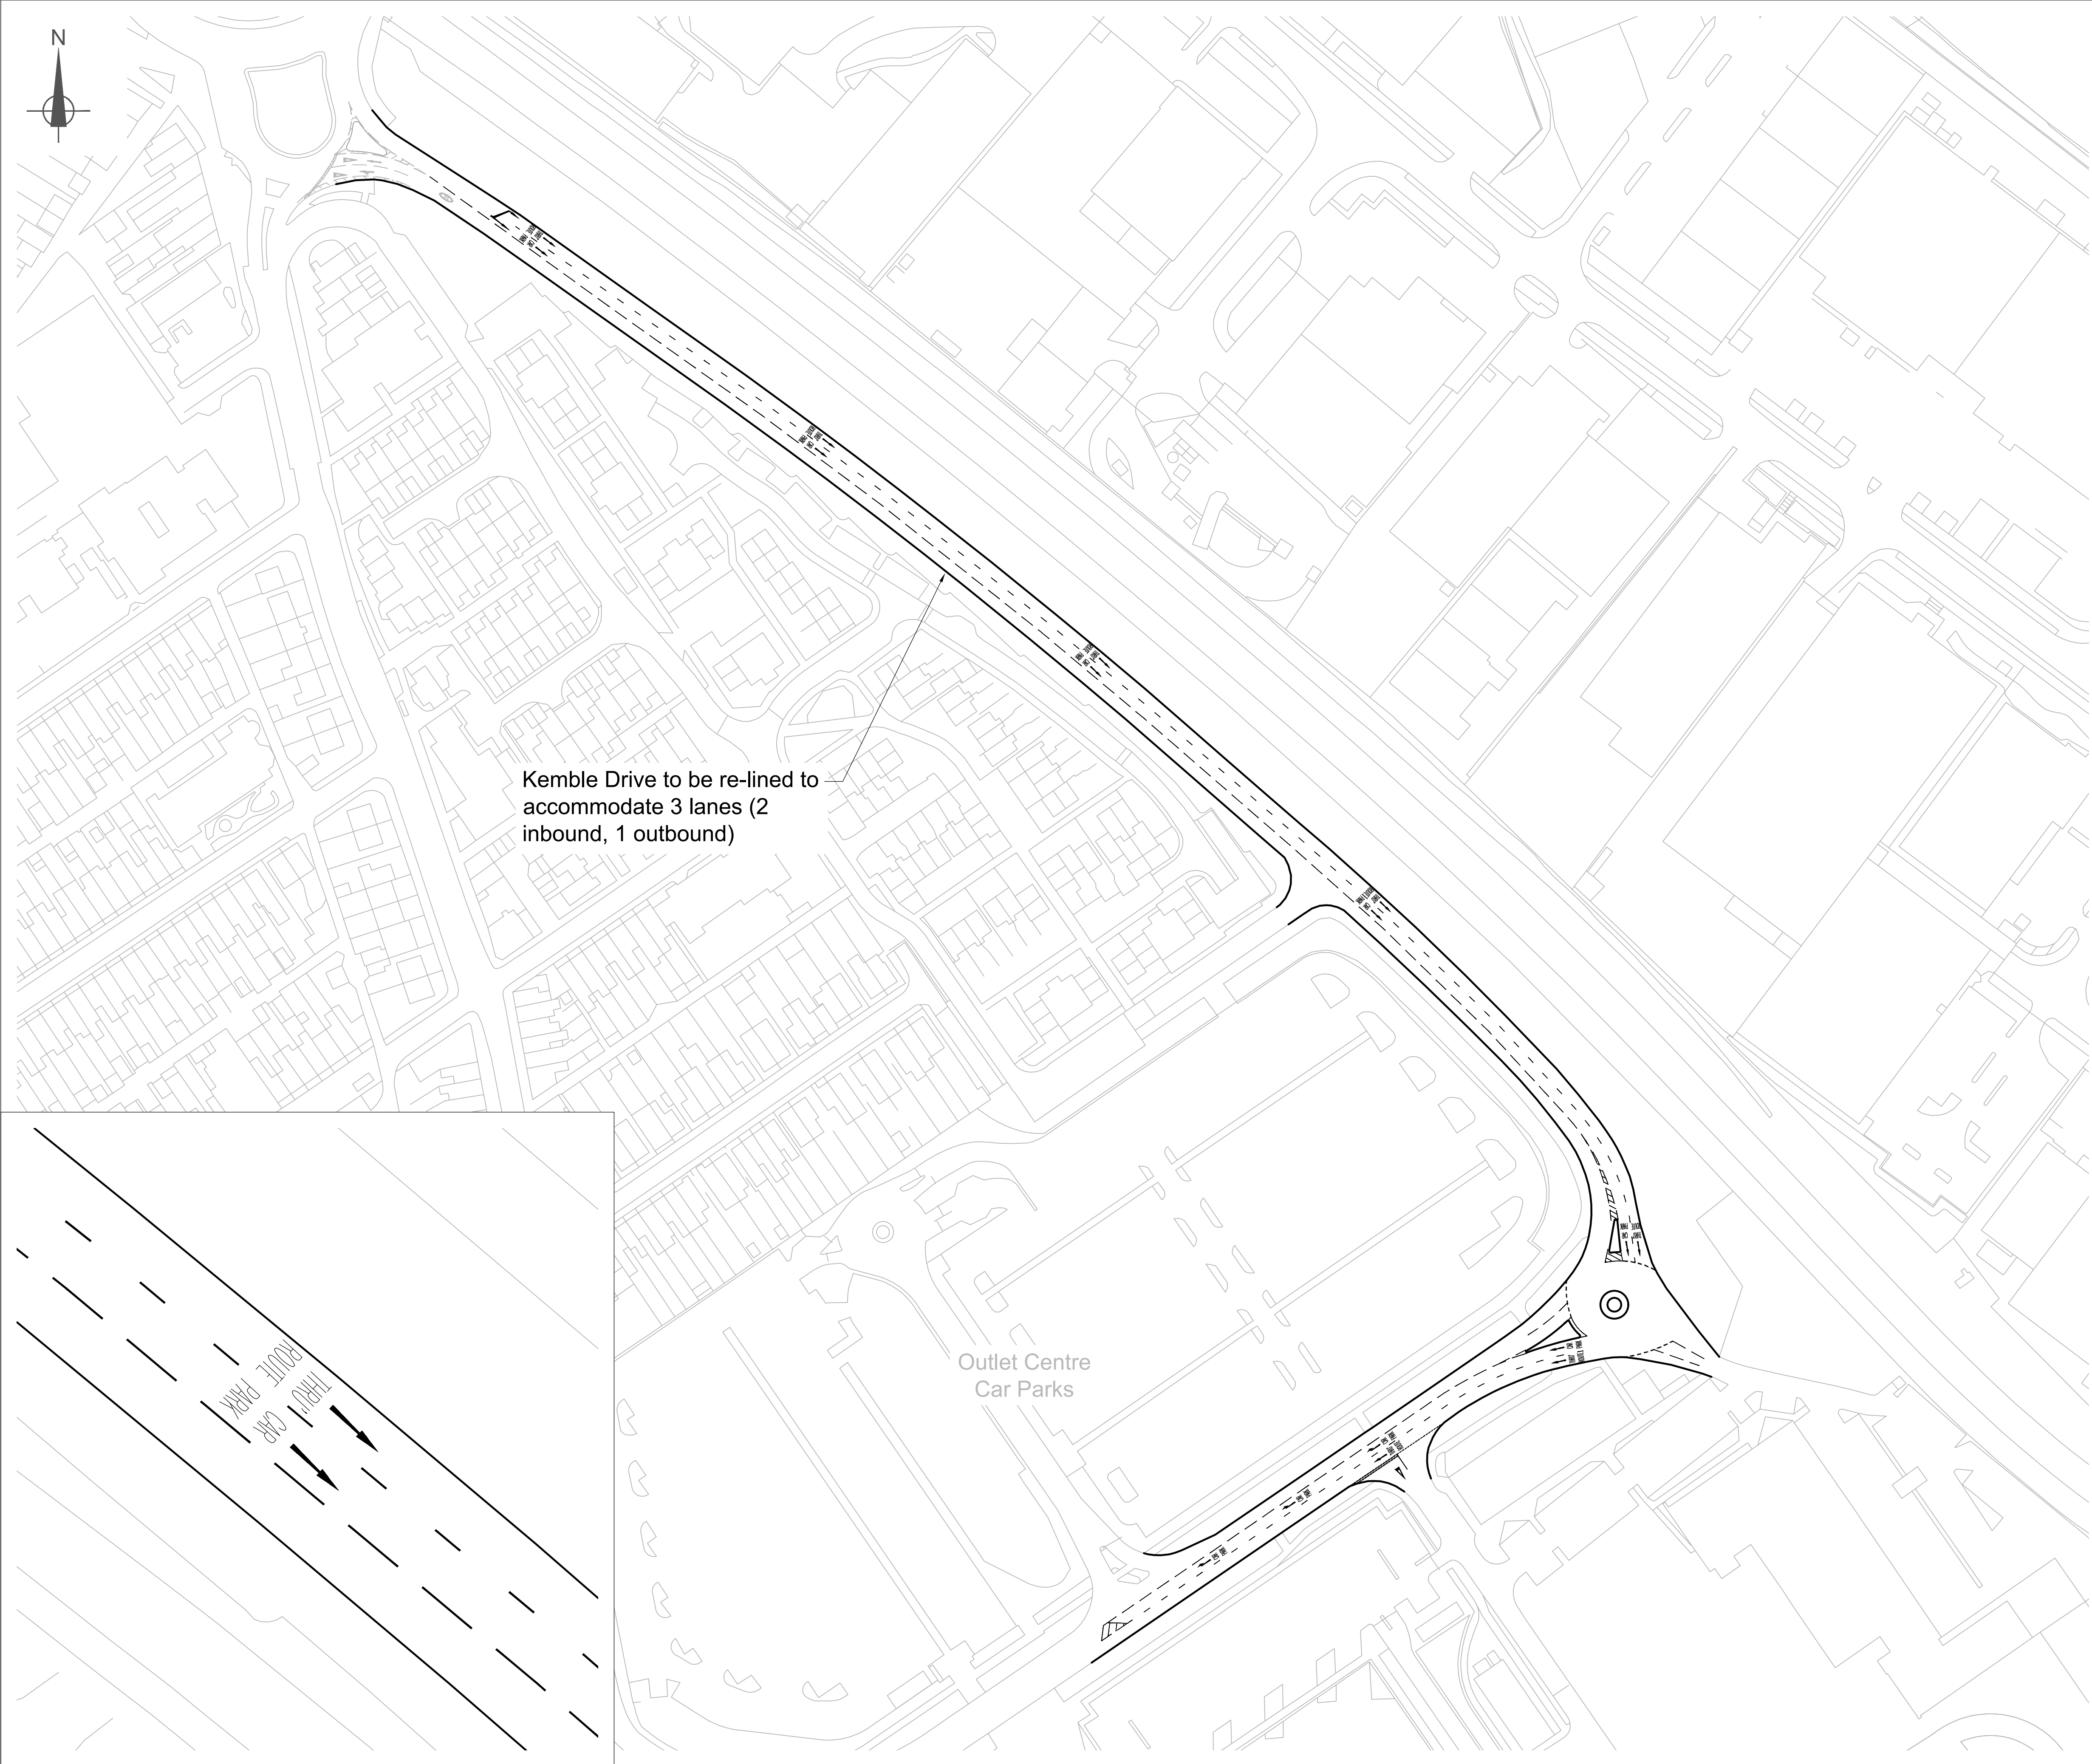 N
Kemble Drive to be re-lined to
accommodate 3 lanes (2
inbound, 1 outbound)
Outlet Centre
Car Parks
THRU"
ROUTE
CAR
PARK